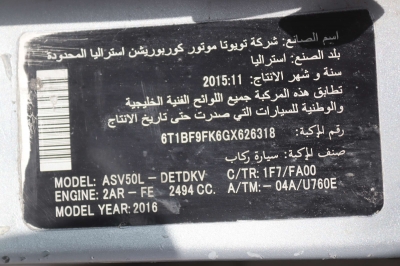 اسم الصانع: شركة تويوتا موتور كوربوريشن استراليا المحدودة
بلد الصنع: استراليا
سنة و شهر الانتاج: 2015:11
تطابق هذه المركبة جميع اللوائح الفنية الخليجية
والوطنية للسيارات التي صدرت حتى تاريخ الانتاج
رقم المركبة: 6T1BF9FK6GX626318
صنف المركبة: سيارة ركاب
MODEL: ASV50L - DETDKV C/TR: 1F7/FA00
ENGINE: 2AR - FE 2494 CC. A/TM: -04A/U760E
MODEL YEAR: 2016